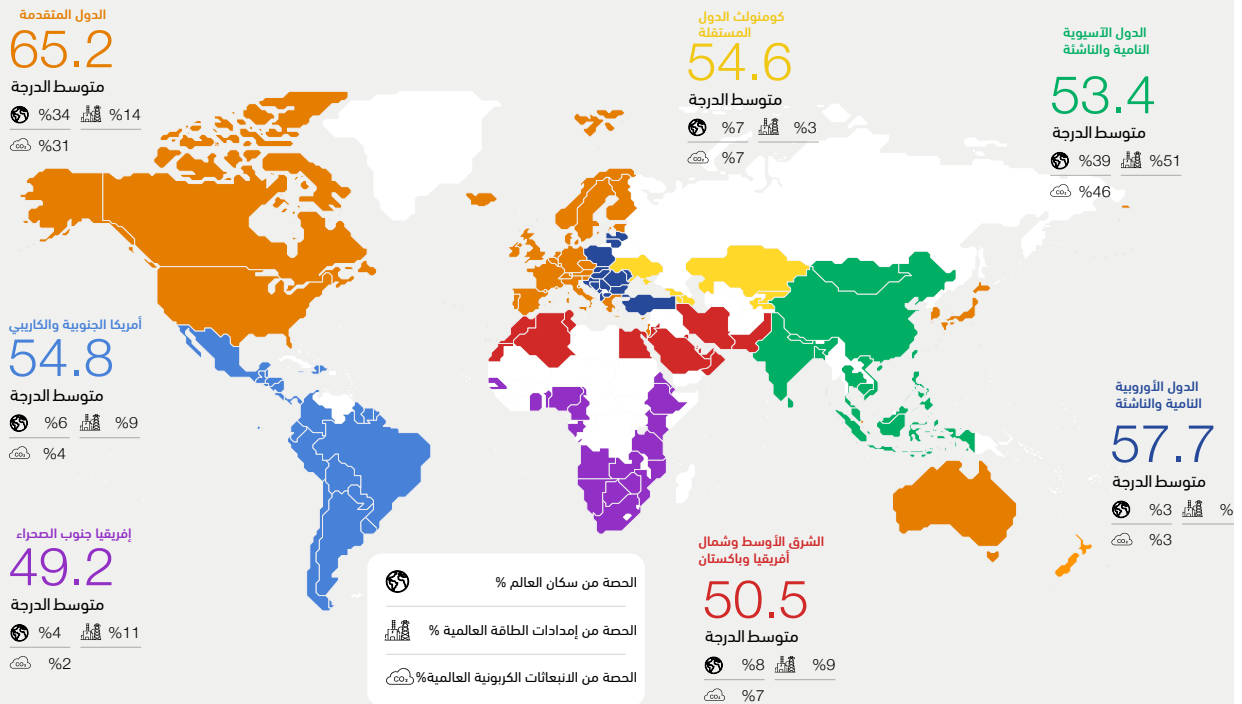 الدول المتقدمة
65.2
متوسط الدرجة
%34 %14
%31
كومنولث الدول
المستقلة
54.6
متوسط الدرجة
%7 %3
%7
الدول الآسيوية
النامية والناشئة
53.4
متوسط الدرجة
%39 %51
%46
أمريكا الجنوبية والكاريبي
54.8
متوسط الدرجة
%6 %9
%4
الدول الأوروبية
النامية والناشئة
57.7
متوسط الدرجة
%3 %
%3
إفريقيا جنوب الصحراء
49.2
متوسط الدرجة
%4 %11
%2
الشرق الأوسط وشمال
أفريقيا وباكستان
50.5
متوسط الدرجة
%8 %9
%7
الحصة من سكان العالم %
الحصة من إمدادات الطاقة العالمية %
الحصة من الانبعاثات الكربونية العالمية%
CO₂